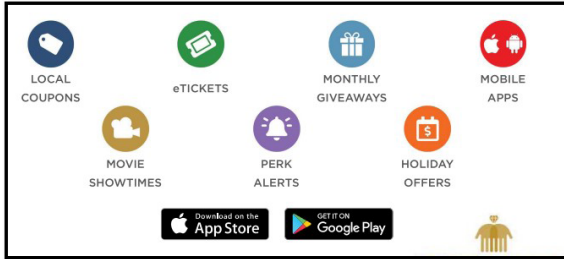 LOCAL
COUPONS
eTICKETS
MONTHLY
GIVEAWAYS
MOBILE
APPS
MOVIE
SHOWTIMES
PERK
ALERTS
$
HOLIDAY
OFFERS
Download on the
App Store
GET IT ON
Google Play